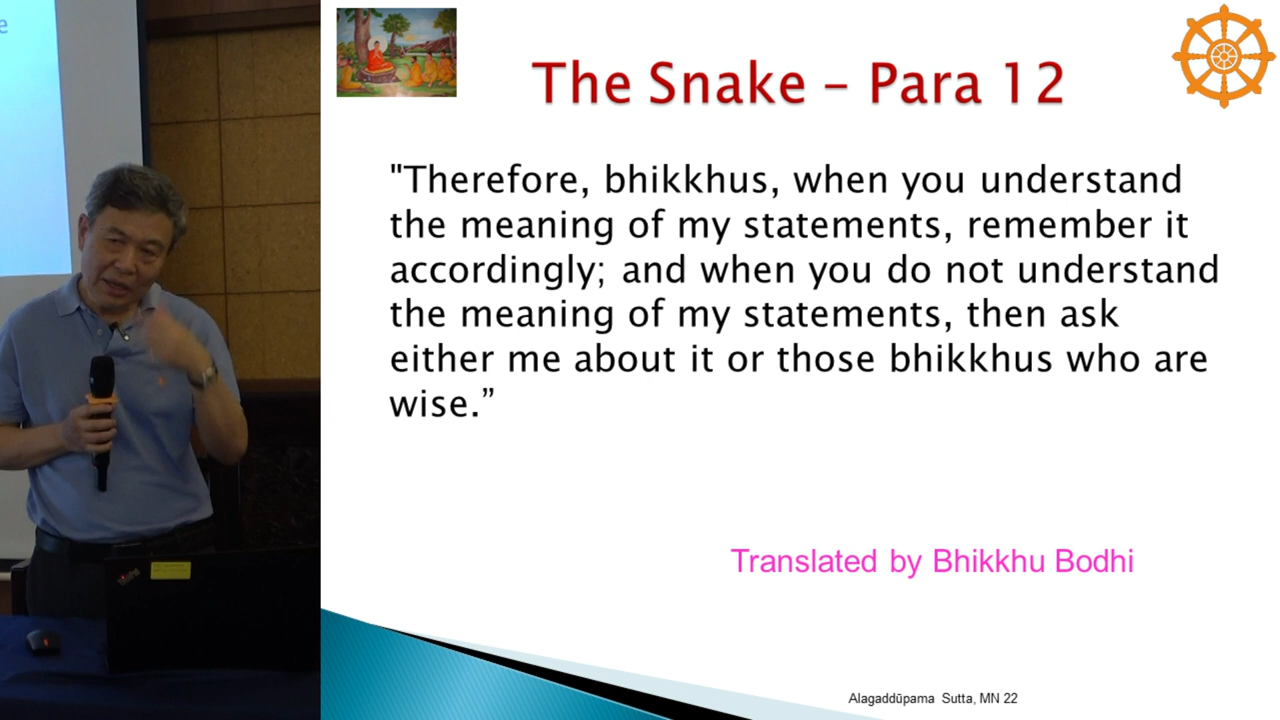 e
The Snake – Para 12
"Therefore, bhikkhus, when you understand
the meaning of my statements, remember it
accordingly; and when you do not understand
the meaning of my statements, then ask
either me about it or those bhikkhus who are
wise.”
Translated by Bhikkhu Bodhi
Alagaddūpama Sutta, MN 22